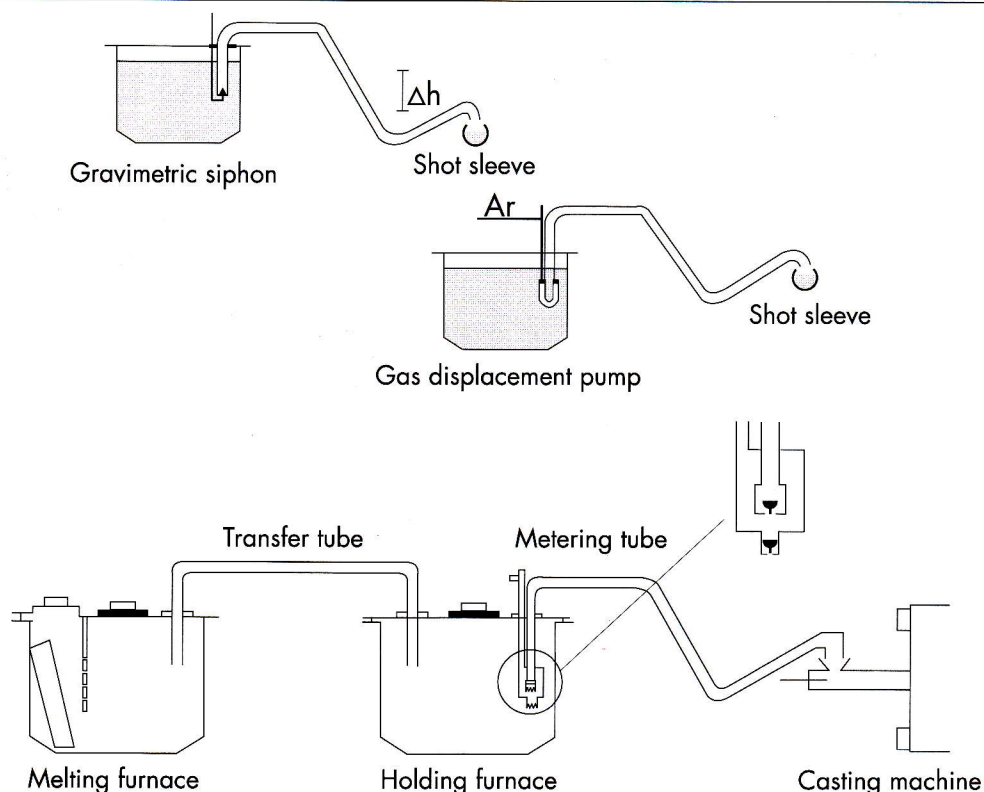 Δh
Gravimetric siphon
Shot sleeve
Ar
Shot sleeve
Gas displacement pump
Transfer tube
Metering tube
Melting furnace
Holding furnace
Casting machine